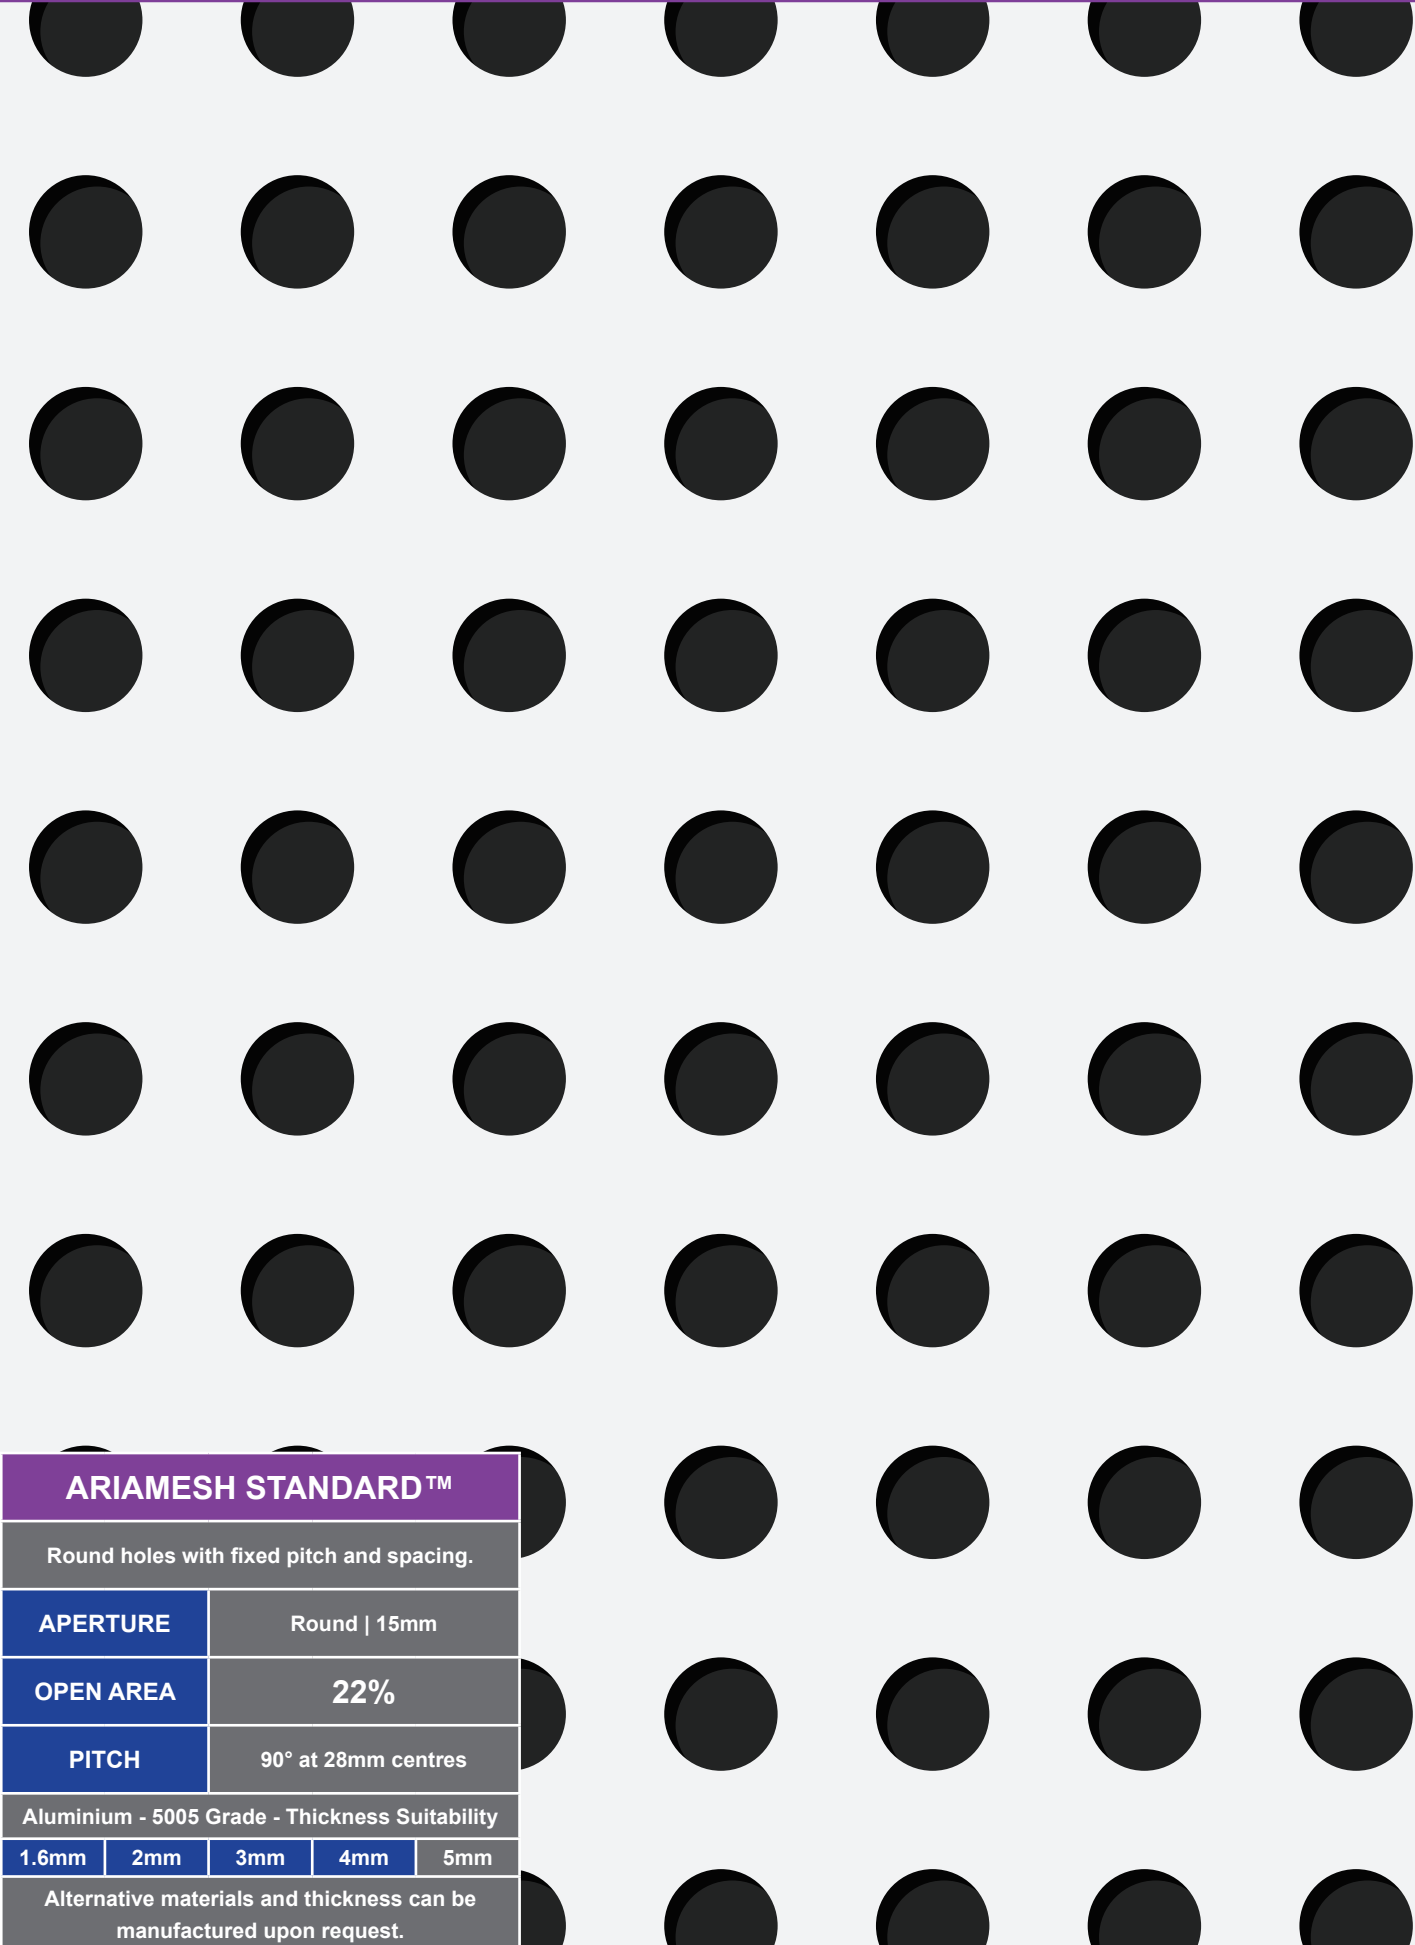 ARIAMESH STANDARD™
Round holes with fixed pitch and spacing.
APERTURE Round | 15mm
OPEN AREA 22%
PITCH 90° at 28mm centres
Aluminium - 5005 Grade - Thickness Suitability
1.6mm 2mm 3mm 4mm 5mm
Alternative materials and thickness can be
manufactured upon request.